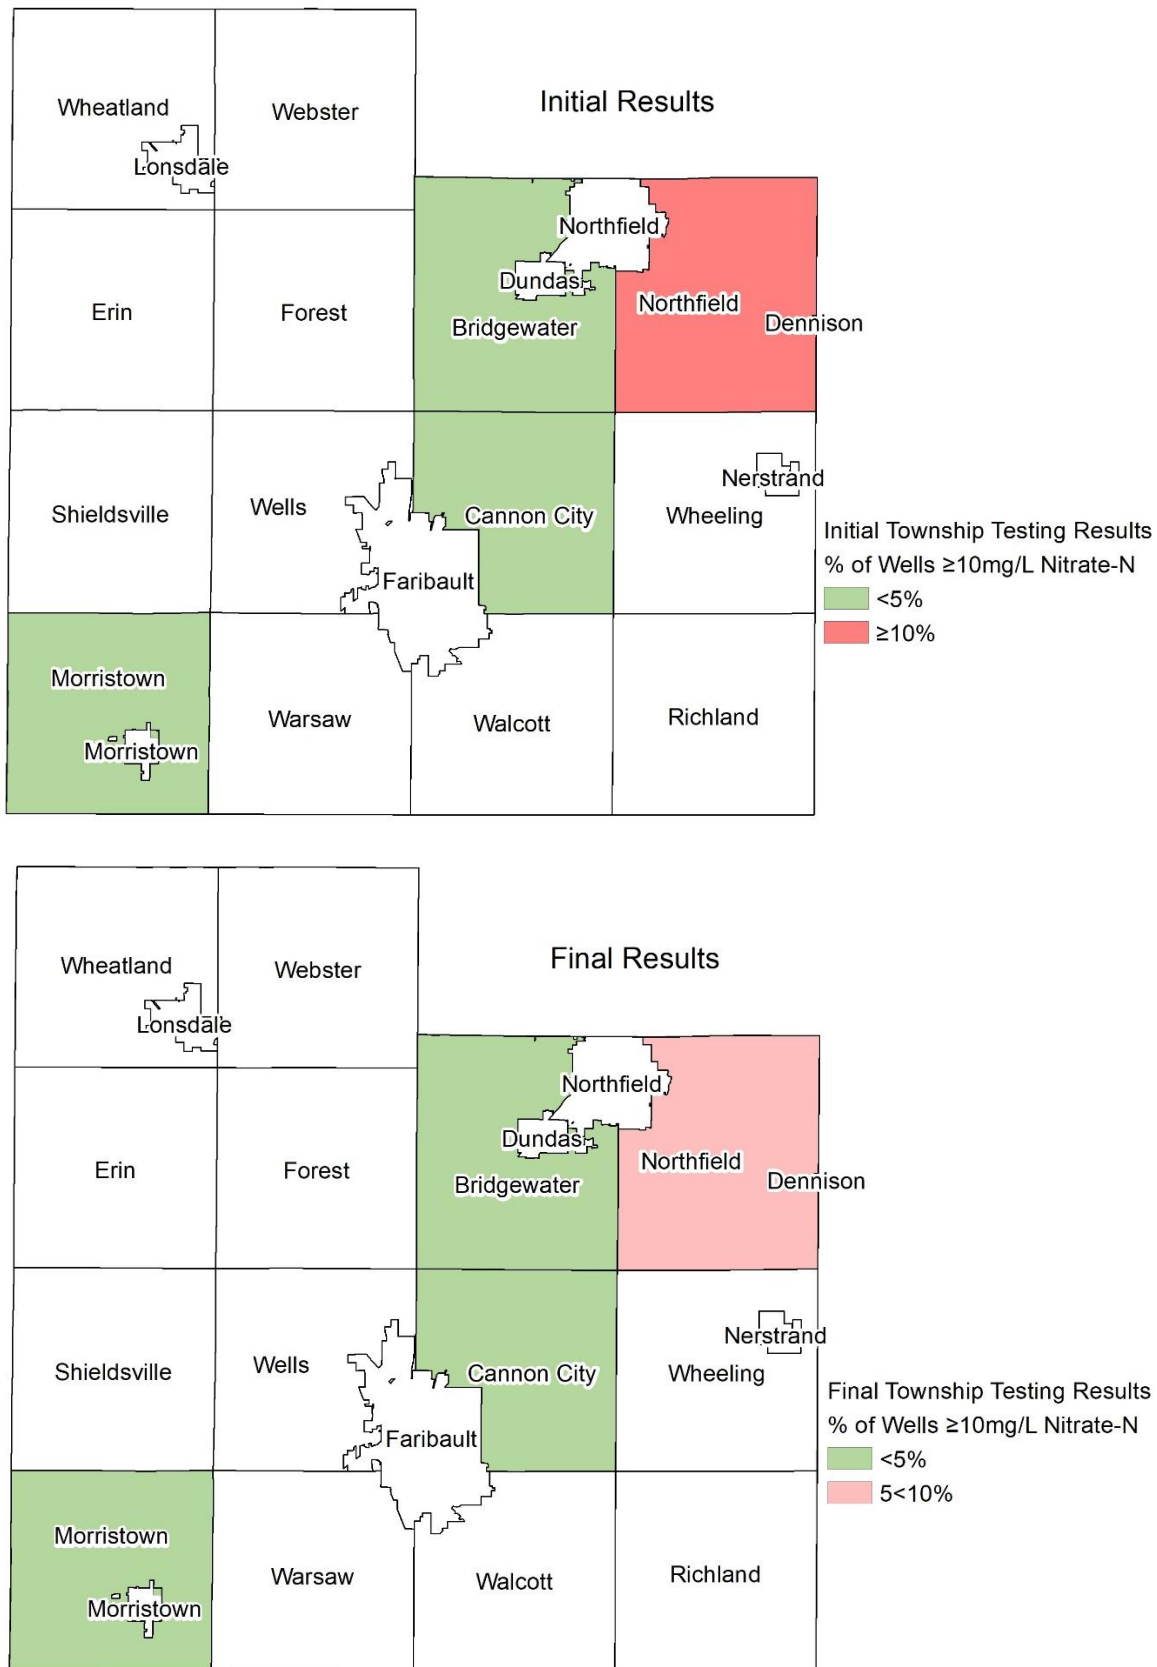 Initial Results
Wheatland
Webster
Lonsdale
Northfield
Dundas
Northfield
Erin
Forest
Bridgewater
Dennison
Nerstrand
Shieldsville
Wells
Cannon City
Wheeling
Initial Township Testing Results
% of Wells ≥10mg/L Nitrate-N
<5%
≥10%
Faribault
Morristown
Warsaw
Walcott
Richland
Morristown
Final Results
Wheatland
Webster
Lonsdale
Northfield
Dundas
Northfield
Erin
Forest
Bridgewater
Dennison
Nerstrand
Shieldsville
Wells
Cannon City
Wheeling
Final Township Testing Results
% of Wells ≥10mg/L Nitrate-N
<5%
5<10%
Faribault
Morristown
Warsaw
Walcott
Richland
Morristown